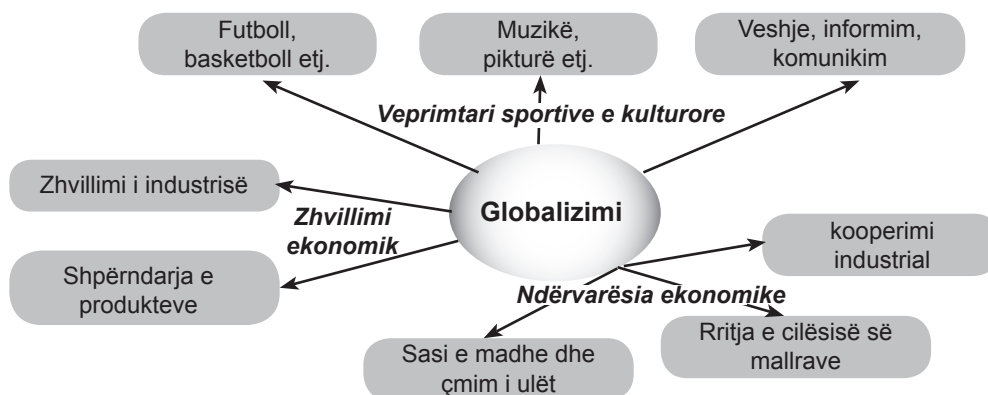 Futboll,
basketboll etj.
Muzikë,
pikturë etj.
Veshje, informim,
komunikim
Veprimtari sportive e kulturore
Zhvillimi i industrisë
Globalizimi
Zhvillimi
ekonomik
kooperimi
industrial
Shpërndarja e
produkteve
Ndërvarësia ekonomike
Rritja e cilësisë së
mallrave
Sasi e madhe dhe
çmim i ulët